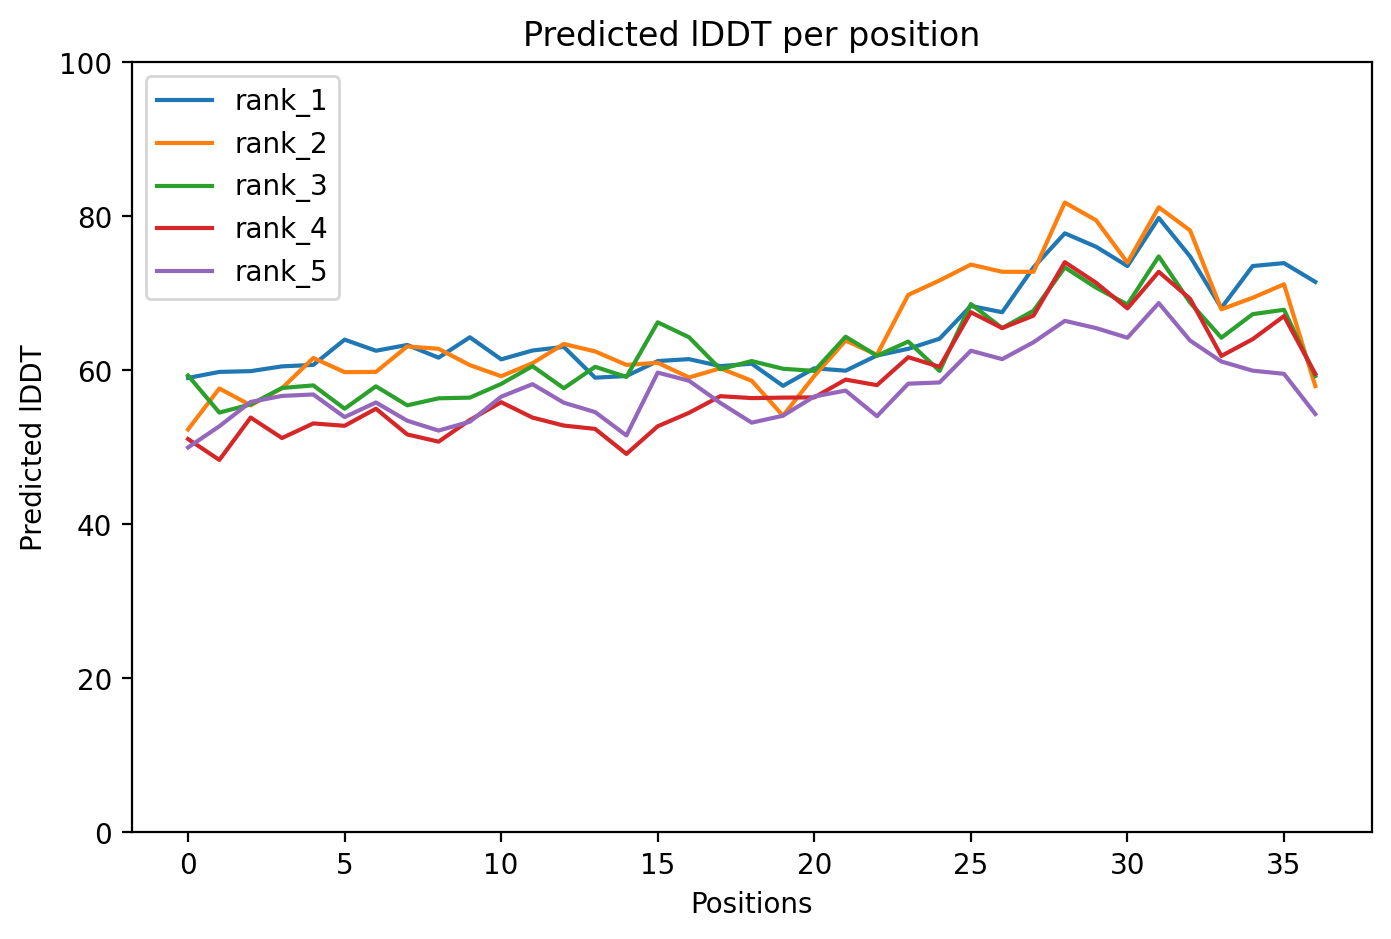 Predicted lDDT per position
100
80
60
40
20
0
Predicted lDDT
rank_1
rank_2
rank_3
rank_4
rank_5
0 5 10 15 20 25 30 35
Positions